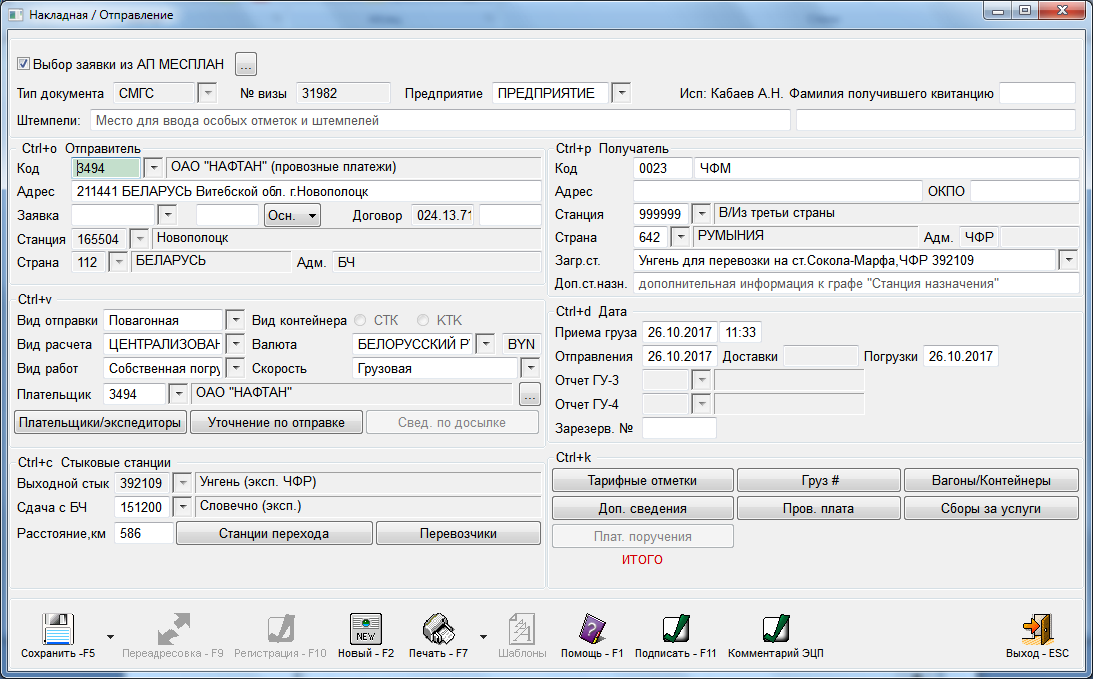 Накладная / Отправление
Выбор заявки из АП МЕСПЛАН ...
Тип документа СМГС № визы 31982 Предприятие ПРЕДПРИЯТИЕ Исп: Кабаев А.Н. Фамилия получившего квитанцию
Штемпели: Место для ввода особых отметок и штемпелей
Ctrl+o Отправитель
Код 3494 ОАО "НАФТАН" (провозные платежи)
Адрес 211441 БЕЛАРУСЬ Витебской обл. г.Новополоцк
Заявка Осн. Договор 024.13.71
Станция 165504 Новополоцк
Страна 112 БЕЛАРУСЬ Адм. БЧ
Ctrl+p Получатель
Код 0023 ЧФМ
Адрес ОКПО
Станция 999999 В/Из третьи страны
Страна 642 РУМЫНИЯ Адм. ЧФР
Загр.ст. Унгень для перевозки на ст.Сокола-Марфа,ЧФР 392109
Доп.ст.назн. дополнительная информация к графе "Станция назначения"
Ctrl+v
Вид отправки Повагонная Вид контейнера СТК КТК
Вид расчета ЦЕНТРАЛИЗОВАН Валюта БЕЛОРУССКИЙ РУ BYN
Вид работ Собственная погру Скорость Грузовая
Плательщик 3494 ОАО "НАФТАН" ...
Плательщики/экспедиторы Уточнение по отправке Свед. по досылке
Ctrl+d Дата
Приема груза 26.10.2017 11:33
Отправления 26.10.2017 Доставки Погрузки 26.10.2017
Отчет ГУ-3
Отчет ГУ-4
Зарезерв. №
Ctrl+c Стыковые станции
Выходной стык 392109 Унгень (эксп. ЧФР)
Сдача с БЧ 151200 Словечно (эксп.)
Расстояние,км 586 Станции перехода Перевозчики
Ctrl+k
Тарифные отметки Груз # Вагоны/Контейнеры
Доп. сведения Пров. плата Сборы за услуги
Плат. поручения
ИТОГО
NEW
Сохранить -F5 Переадресовка - F9 Регистрация - F10 Новый - F2 Печать - F7 Шаблоны Помощь - F1 Подписать - F11 Комментарий ЭЦП Выход - ESC